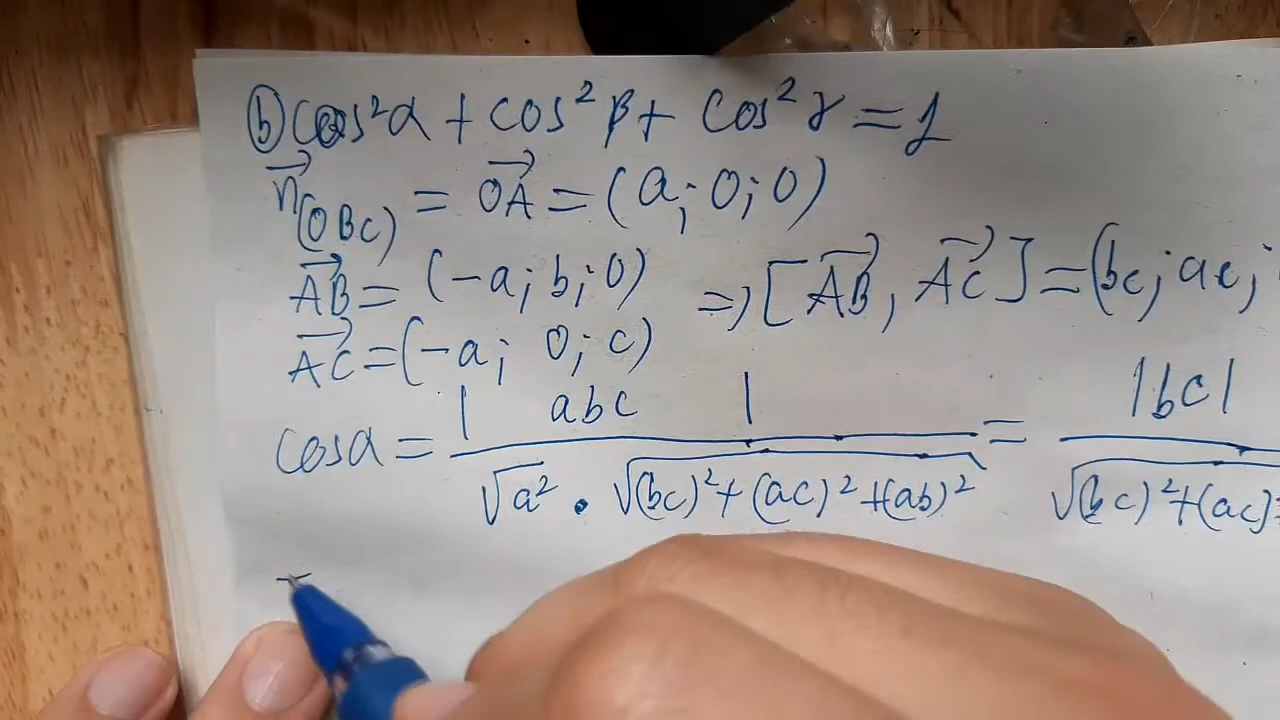 ⓑ cos²α + cos²β + cos²γ = 1
n⃗(OBC) = OA⃗ = (a; 0; 0)
AB⃗ = (-a; b; 0) => [AB⃗, AC⃗] = (bc; ac;
AC⃗ = (-a; 0; c)
cosα = | abc | / √a² . √(bc)²+(ac)²+(ab)² = |bc| / √(bc)²+(ac)